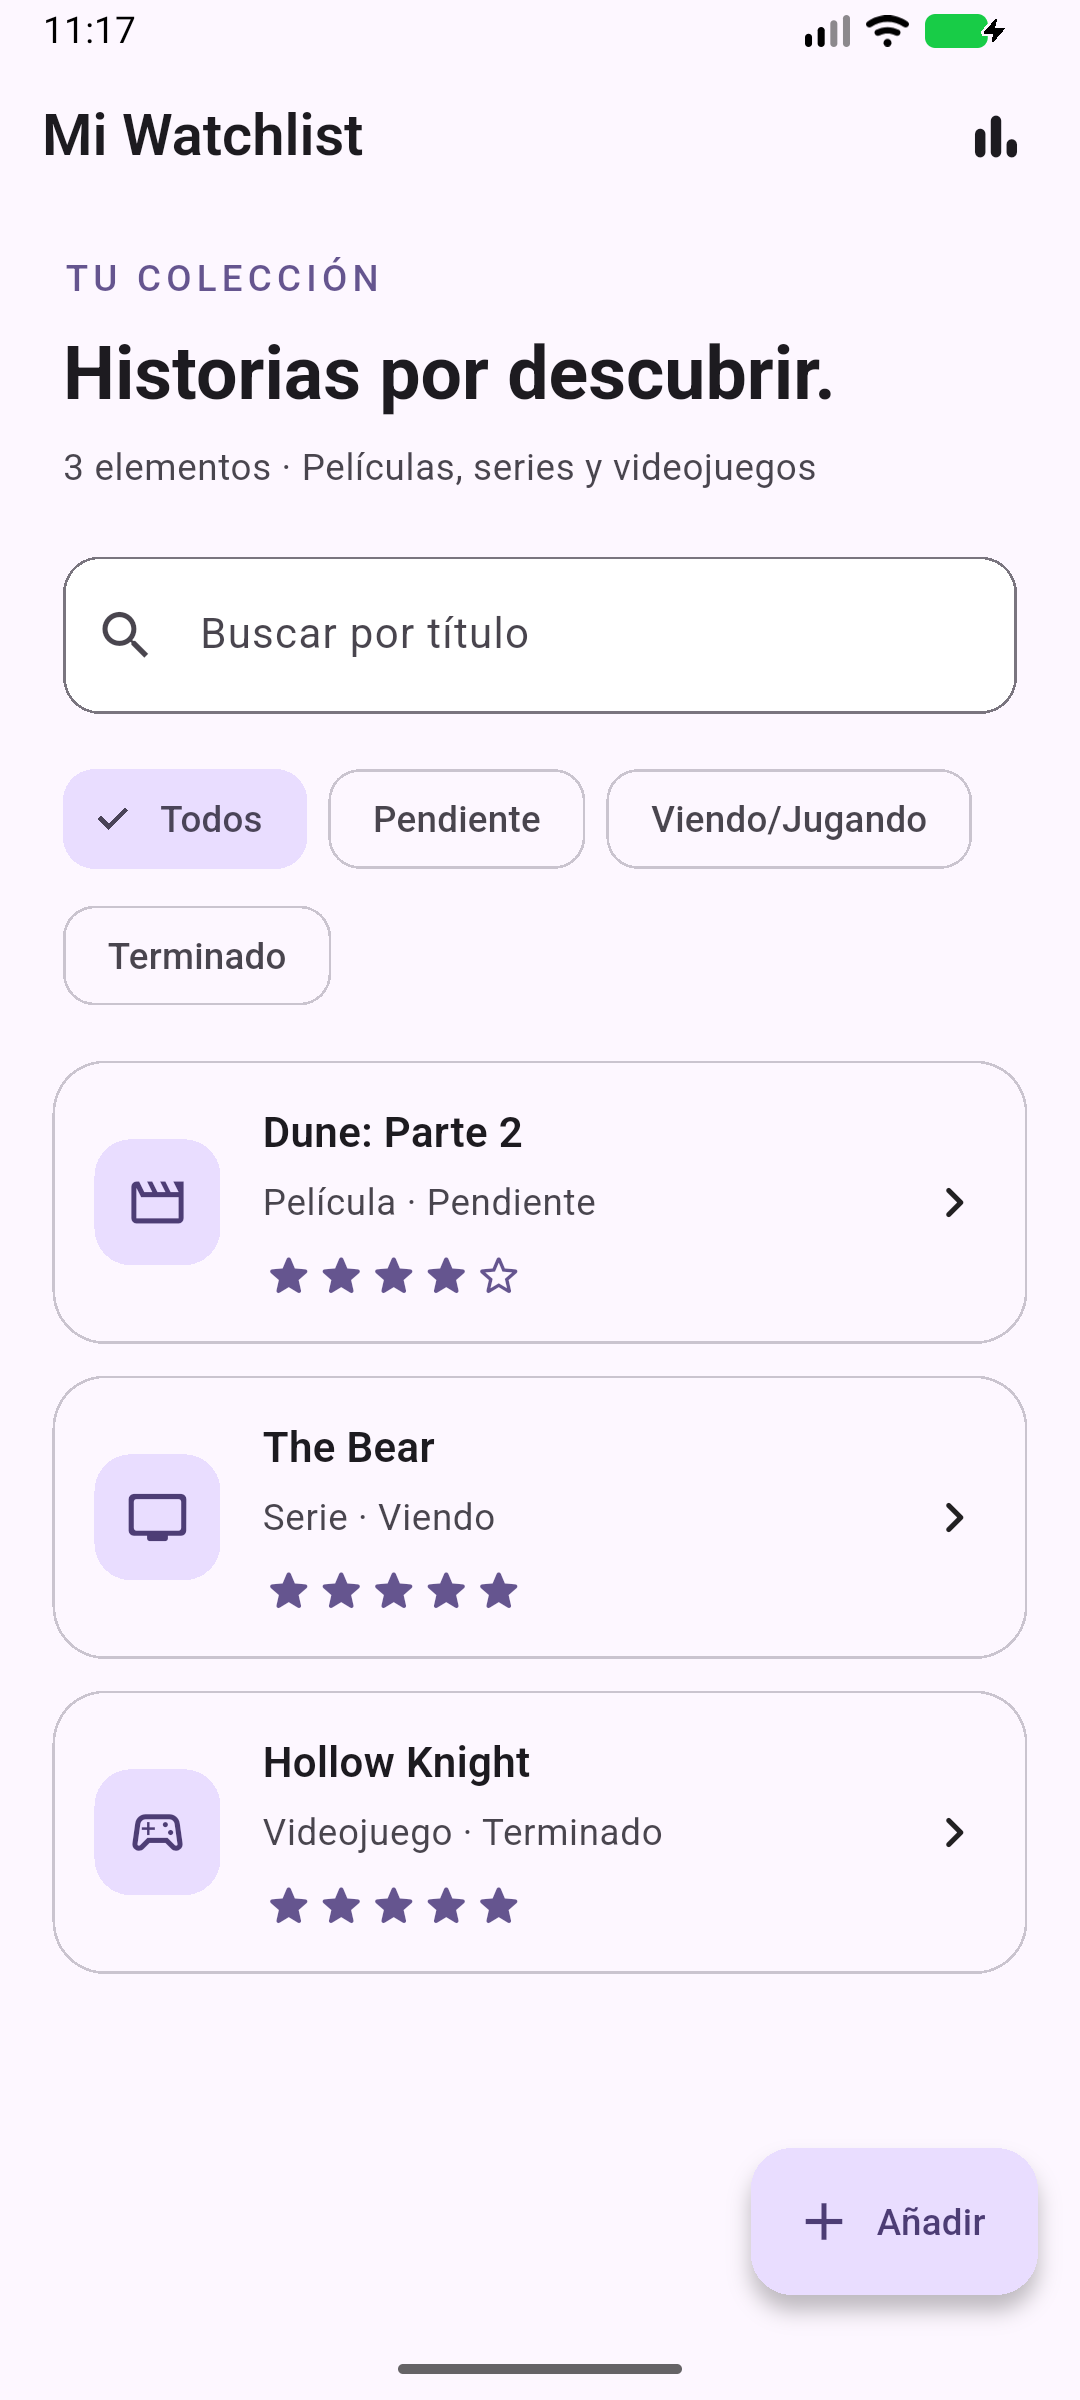 11:17
Mi Watchlist
TU COLECCIÓN
Historias por descubrir.
3 elementos · Películas, series y videojuegos
Buscar por título
Todos
Pendiente
Viendo/Jugando
Terminado
Dune: Parte 2
Película · Pendiente
The Bear
Serie · Viendo
Hollow Knight
Videojuego · Terminado
Añadir